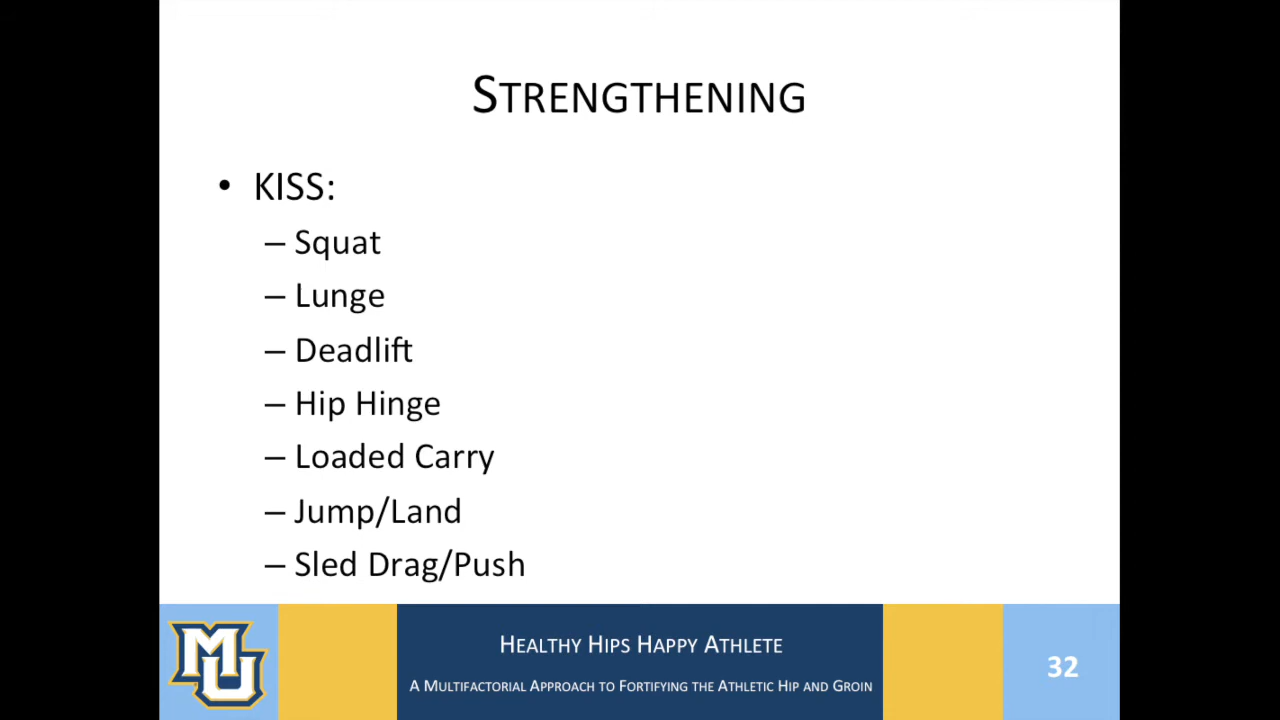 STRENGTHENING
• KISS:
– Squat
– Lunge
– Deadlift
– Hip Hinge
– Loaded Carry
– Jump/Land
– Sled Drag/Push
MU
HEALTHY HIPS HAPPY ATHLETE
A MULTIFACTORIAL APPROACH TO FORTIFYING THE ATHLETIC HIP AND GROIN
32